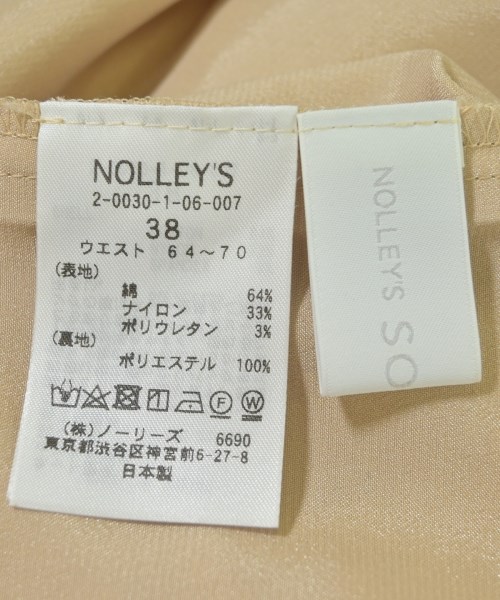 NOLLEY'S
2-0030-1-06-007
38
ウエスト 64～70
(表地)
綿 64%
ナイロン 33%
ポリウレタン 3%
(裏地)
ポリエステル 100%
F W
(株)ノーリーズ 6690
東京都渋谷区神宮前6-27-8
日本製
NOLLEY'S SO